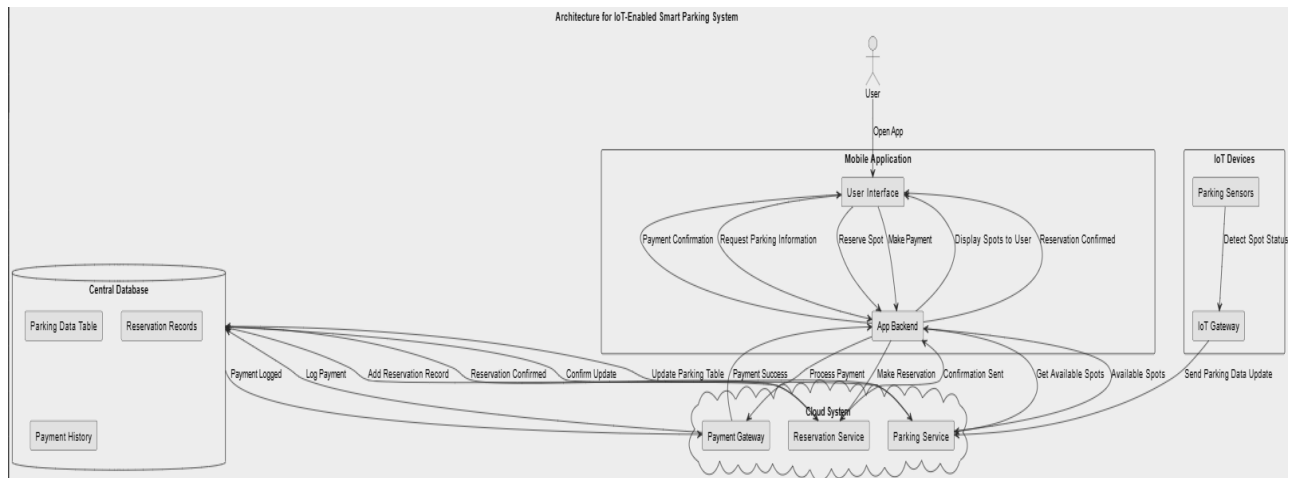 Architecture for IoT-Enabled Smart Parking System
User
Open App
Mobile Application
IoT Devices
User Interface
Parking Sensors
Payment Confirmation
Request Parking Information
Reserve Spot
Make Payment
Display Spots to User
Reservation Confirmed
Detect Spot Status
Central Database
Parking Data Table
Reservation Records
App Backend
IoT Gateway
Payment Logged
Log Payment
Add Reservation Record
Reservation Confirmed
Confirm Update
Update Parking Table
Payment Success
Process Payment
Make Reservation
Confirmation Sent
Get Available Spots
Available Spots
Send Parking Data Update
Cloud System
Payment History
Payment Gateway
Reservation Service
Parking Service